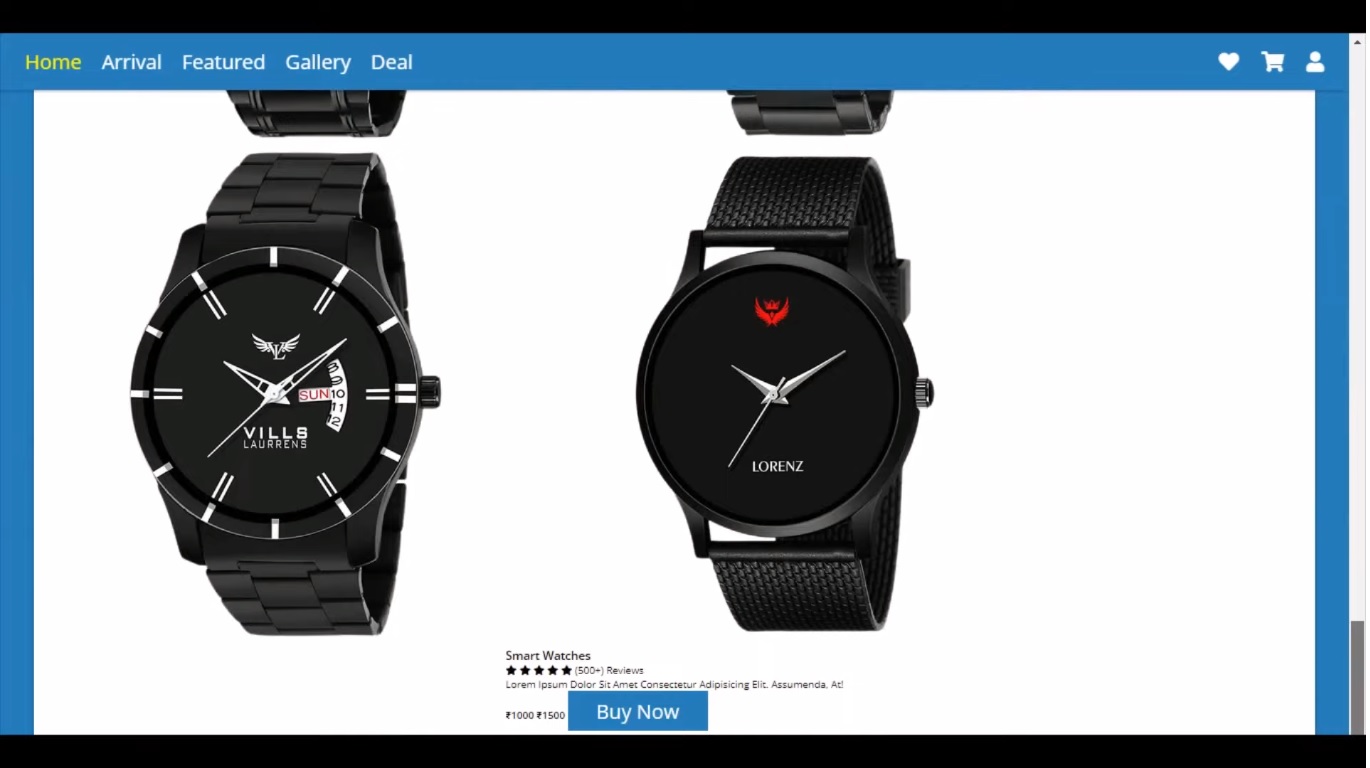 Home Arrival Featured Gallery Deal
SUN 10
11
12
VILLS
LAURRENS
LORENZ
Smart Watches
(500+) Reviews
Lorem Ipsum Dolor Sit Amet Consectetur Adipisicing Elit. Assumenda, At!
₹1000 ₹1500 Buy Now